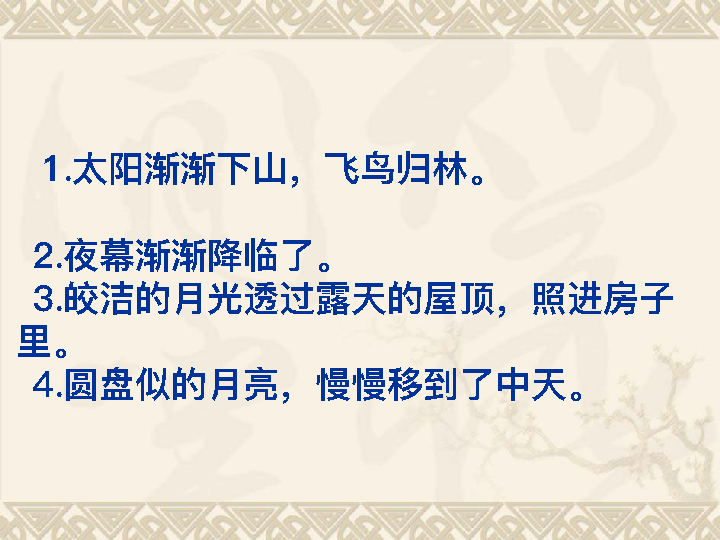 1.太阳渐渐下山，飞鸟归林。
2.夜幕渐渐降临了。
3.皎洁的月光透过露天的屋顶，照进房子
里。
4.圆盘似的月亮，慢慢移到了中天。